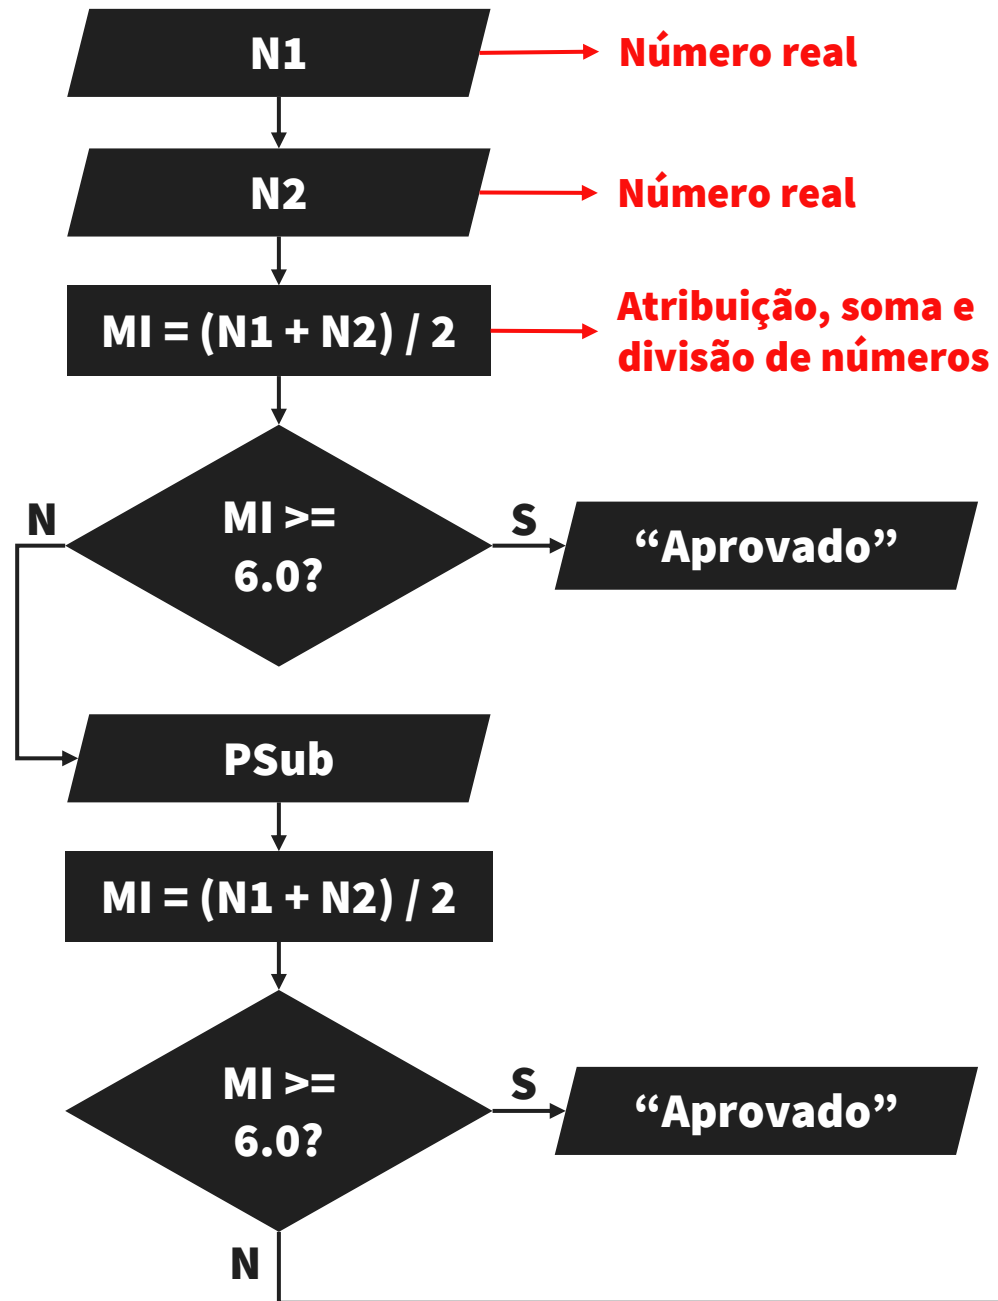 N1
Número real
N2
Número real
MI = (N1 + N2) / 2
Atribuição, soma e
divisão de números
MI >=
6.0?
N
S
“Aprovado”
PSub
MI = (N1 + N2) / 2
MI >=
6.0?
S
“Aprovado”
N